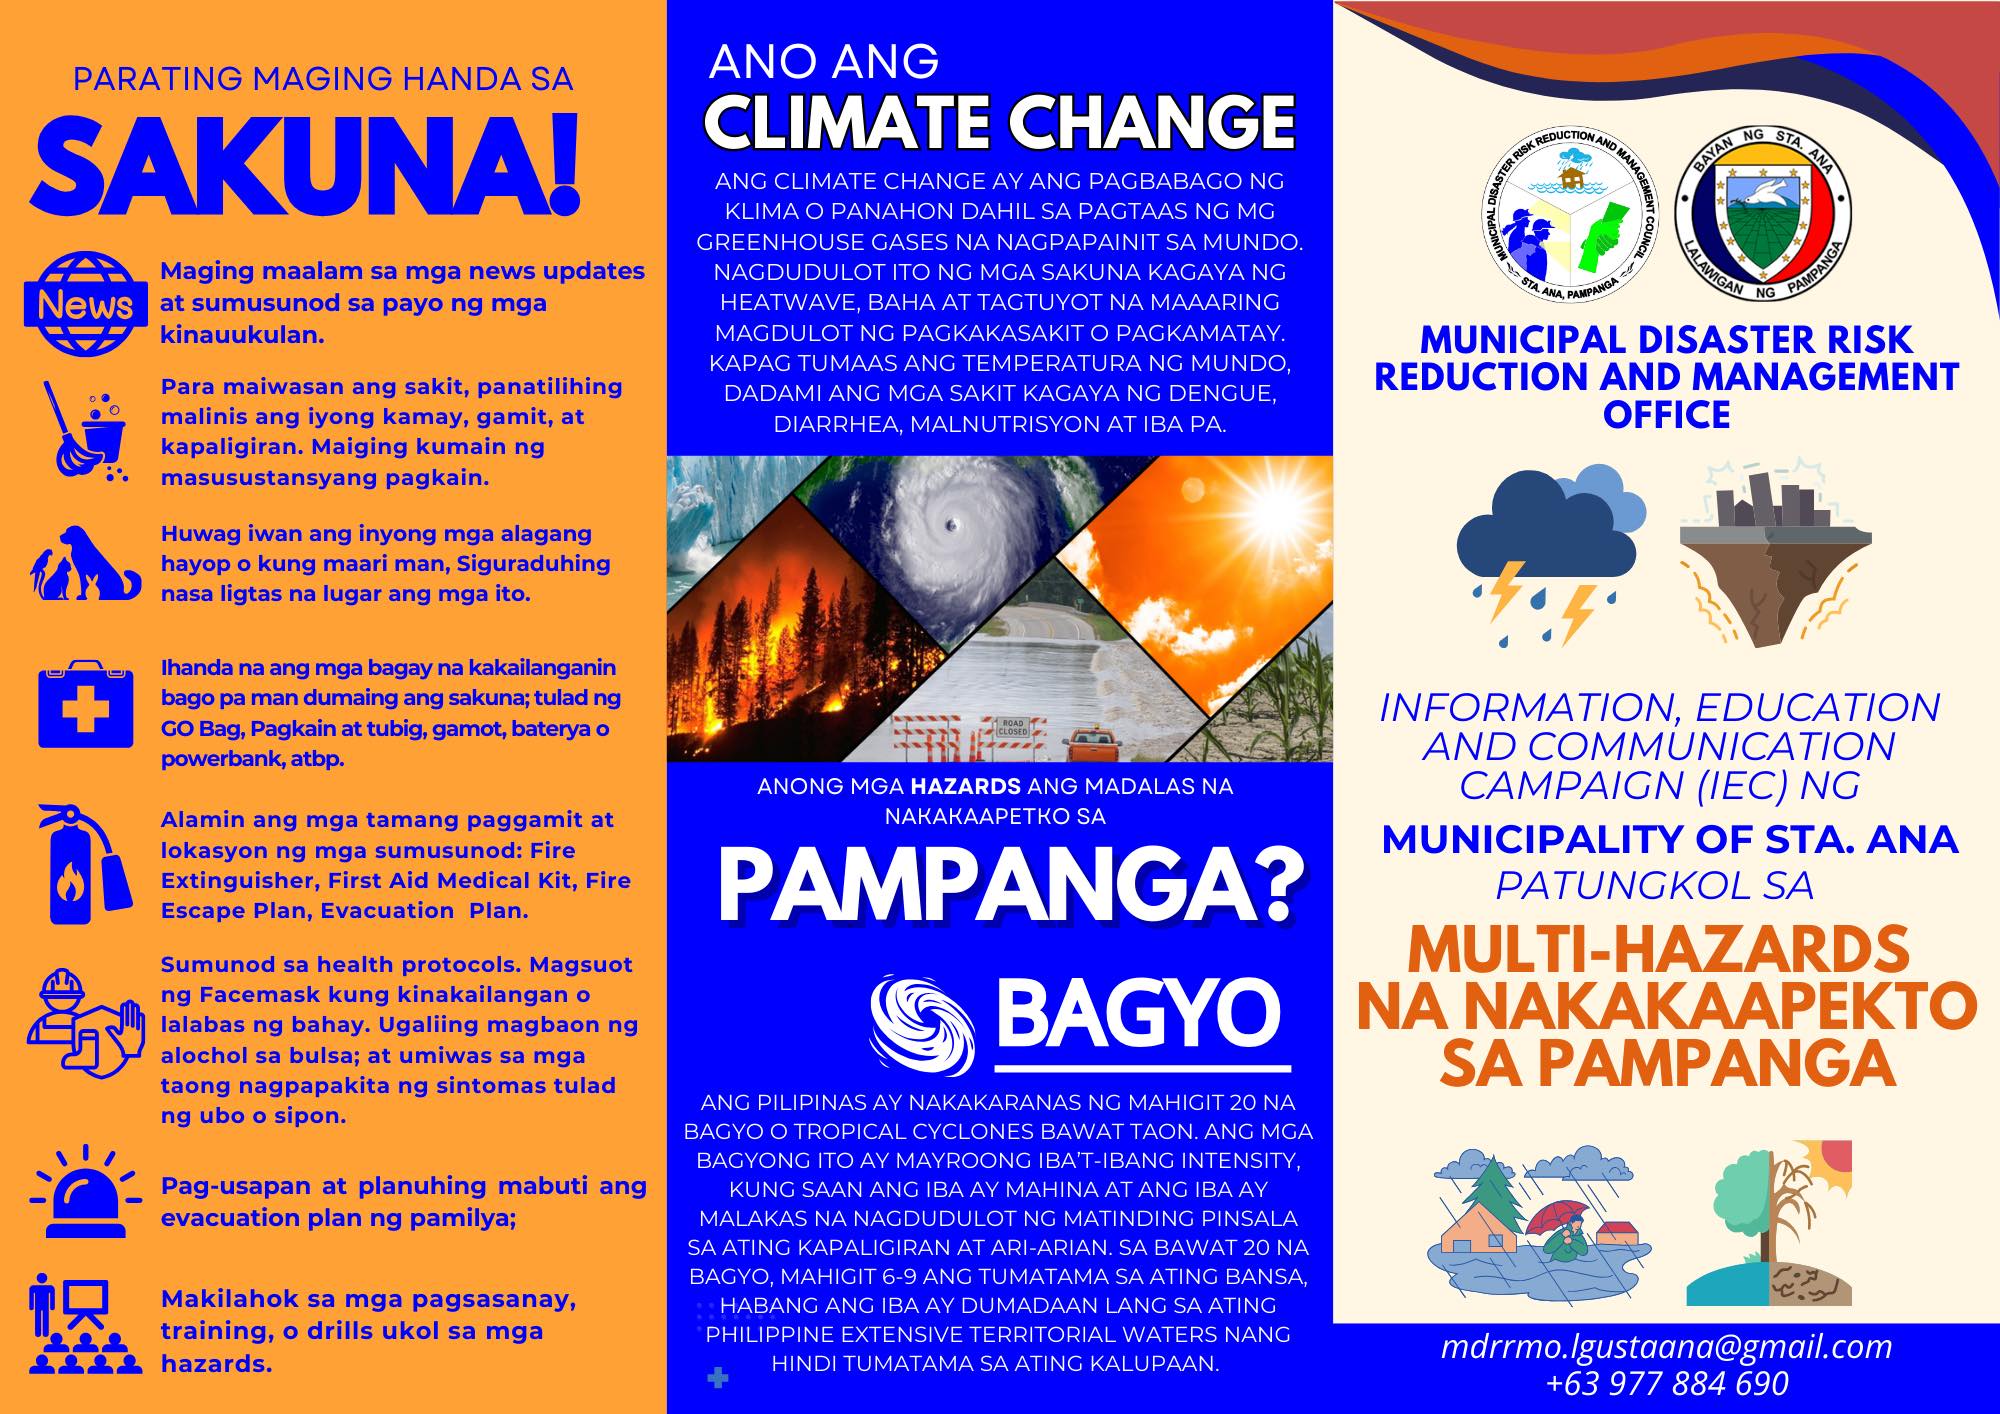 PARATING MAGING HANDA SA
SAKUNA!
News
Maging maalam sa mga news updates
at sumusunod sa payo ng mga
kinauukulan.
Para maiwasan ang sakit, panatilihing
malinis ang iyong kamay, gamit, at
kapaligiran. Maiging kumain ng
masusustansyang pagkain.
Huwag iwan ang inyong mga alagang
hayop o kung maari man, Siguraduhing
nasa ligtas na lugar ang mga ito.
Ihanda na ang mga bagay na kakailanganin
bago pa man dumaing ang sakuna; tulad ng
GO Bag, Pagkain at tubig, gamot, baterya o
powerbank, atbp.
Alamin ang mga tamang paggamit at
lokasyon ng mga sumusunod: Fire
Extinguisher, First Aid Medical Kit, Fire
Escape Plan, Evacuation Plan.
Sumunod sa health protocols. Magsuot
ng Facemask kung kinakailangan o
lalabas ng bahay. Ugaliing magbaon ng
alochol sa bulsa; at umiwas sa mga
taong nagpapakita ng sintomas tulad
ng ubo o sipon.
Pag-usapan at planuhing mabuti ang
evacuation plan ng pamilya;
Makilahok sa mga pagsasanay,
training, o drills ukol sa mga
hazards.
ANO ANG
CLIMATE CHANGE
ANG CLIMATE CHANGE AY ANG PAGBABAGO NG
KLIMA O PANAHON DAHIL SA PAGTAAS NG MG
GREENHOUSE GASES NA NAGPAPAINIT SA MUNDO.
NAGDUDULOT ITO NG MGA SAKUNA KAGAYA NG
HEATWAVE, BAHA AT TAGTUYOT NA MAAARING
MAGDULOT NG PAGKAKASAKIT O PAGKAMATAY.
KAPAG TUMAAS ANG TEMPERATURA NG MUNDO,
DADAMI ANG MGA SAKIT KAGAYA NG DENGUE,
DIARRHEA, MALNUTRISYON AT IBA PA.
ROAD
CLOSED
ANONG MGA HAZARDS ANG MADALAS NA
NAKAKAAPETKO SA
PAMPANGA?
BAGYO
ANG PILIPINAS AY NAKAKARANAS NG MAHIGIT 20 NA
BAGYO O TROPICAL CYCLONES BAWAT TAON. ANG MGA
BAGYONG ITO AY MAYROONG IBA'T-IBANG INTENSITY,
KUNG SAAN ANG IBA AY MAHINA AT ANG IBA AY
MALAKAS NA NAGDUDULOT NG MATINDING PINSALA
SA ATING KAPALIGIRAN AT ARI-ARIAN. SA BAWAT 20 NA
BAGYO, MAHIGIT 6-9 ANG TUMATAMA SA ATING BANSA,
HABANG ANG IBA AY DUMADAAN LANG SA ATING
PHILIPPINE EXTENSIVE TERRITORIAL WATERS NANG
HINDI TUMATAMA SA ATING KALUPAAN.
MUNICIPAL DISASTER RISK REDUCTION AND MANAGEMENT COUNCIL
STA. ANA, PAMPANGA
BAYAN NG STA. ANA
LALAWIGAN NG PAMPANGA
MUNICIPAL DISASTER RISK
REDUCTION AND MANAGEMENT
OFFICE
INFORMATION, EDUCATION
AND COMMUNICATION
CAMPAIGN (IEC) NG
MUNICIPALITY OF STA. ANA
PATUNGKOL SA
MULTI-HAZARDS
NA NAKAKAAPEKTO
SA PAMPANGA
mdrrmo.lgustaana@gmail.com
+63 977 884 690